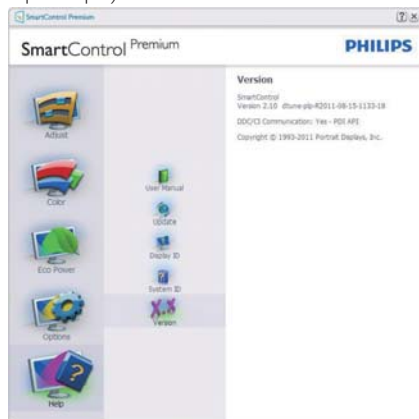 SmartControl Premium
SmartControl Premium
PHILIPS
Adjust
Color
Eco Power
Options
Help
User Manual
Update
Display ID
System ID
Version
Version
SmartControl
Version 2.10 dtune-plp-R2011-08-15-1133-18
DDC/CI Communication: Yes - PDI API
Copyright © 1993-2011 Portrait Displays, Inc.